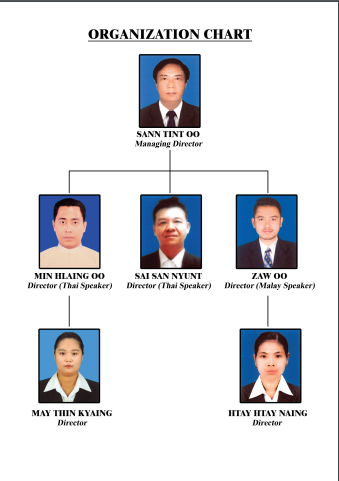 ORGANIZATION CHART
SANN TINT OO
Managing Director
MIN HLAING OO
Director (Thai Speaker)
SAI SAN NYUNT
Director (Thai Speaker)
ZAW OO
Director (Malay Speaker)
MAY THIN KYAING
Director
HTAY HTAY NAING
Director